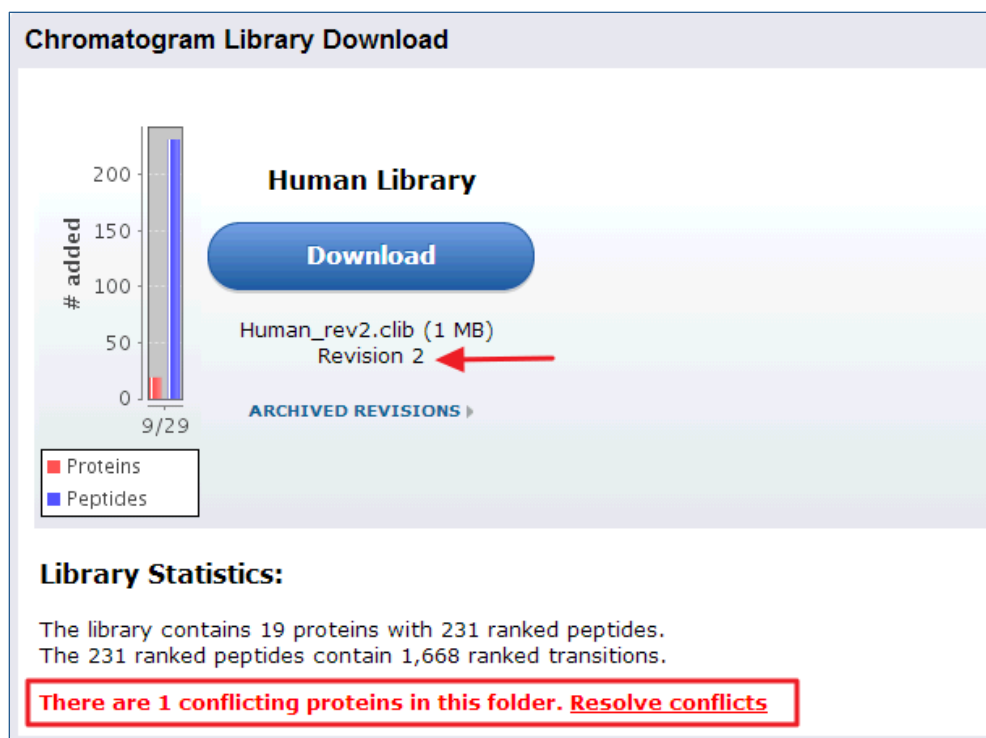 Chromatogram Library Download
# added
200
150
100
50
0
9/29
Proteins
Peptides
Human Library
Download
Human_rev2.clib (1 MB)
Revision 2
ARCHIVED REVISIONS
Library Statistics:
The library contains 19 proteins with 231 ranked peptides.
The 231 ranked peptides contain 1,668 ranked transitions.
There are 1 conflicting proteins in this folder. Resolve conflicts